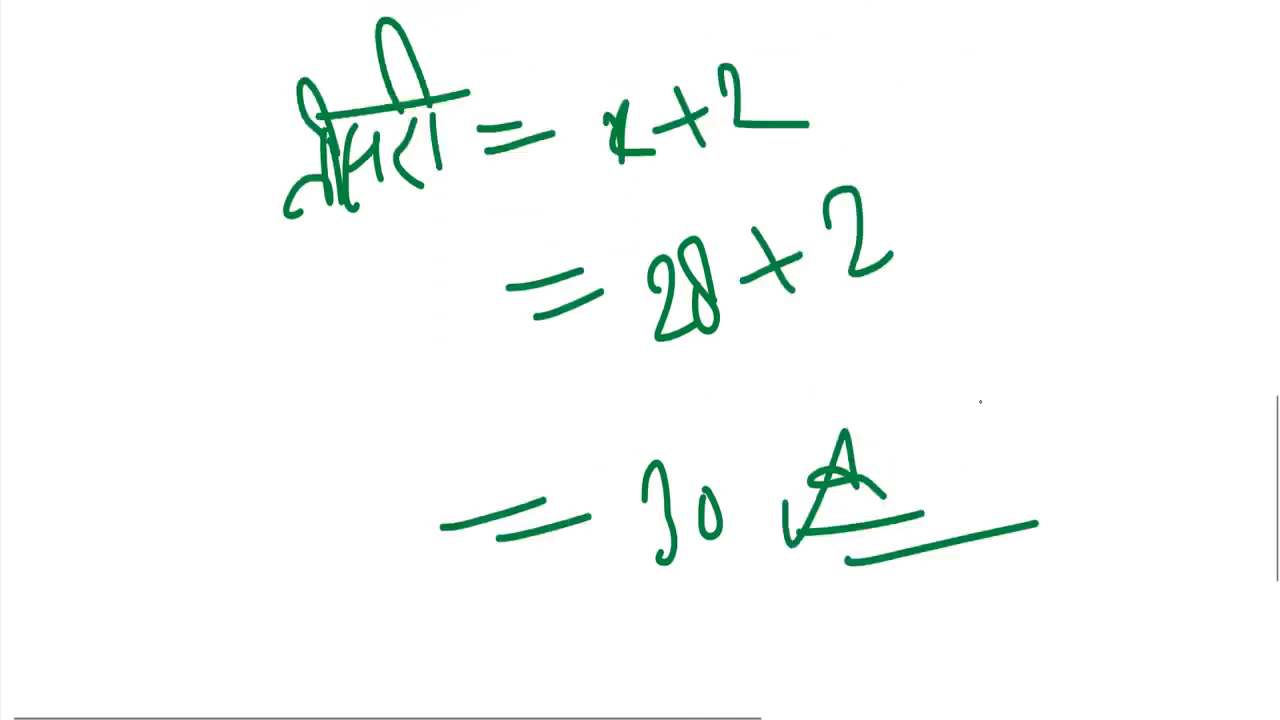 तीसरी = x + 2
= 28 + 2
= 30 A